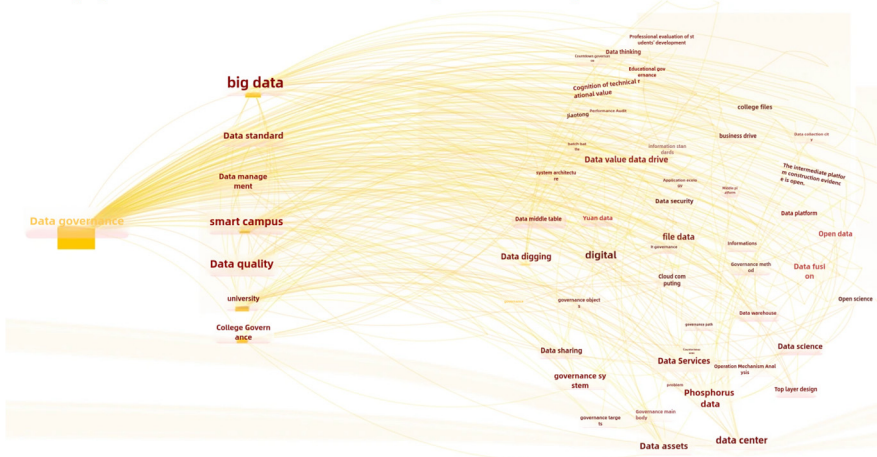 Data governance
big data
Data standard
Data manage
ment
smart campus
Data quality
university
College Govern
ance
Professional evaluation of st
udents' development
Data thinking
Educational gov
ernance
Cognition of technical r
ational value
Performance Audit
jiaotong
college files
business drive
Information stan
dards
Data value data drive
system architectu
re
The intermediate platfor
m construction evidenc
e is open.
Data security
Data middle table
Yuan data
Data platform
Open data
file data
Informations
Data digging
digital
Governance meth
od
Data fusi
on
Cloud com
puting
governance object
s
Open science
Data warehouse
governance path
Data sharing
Data Services
Data science
Operation Mechanism Anal
ysis
governance sy
stem
problem
Phosphorus
data
Top layer design
governance targe
ts
Governance main
body
Data assets
data center